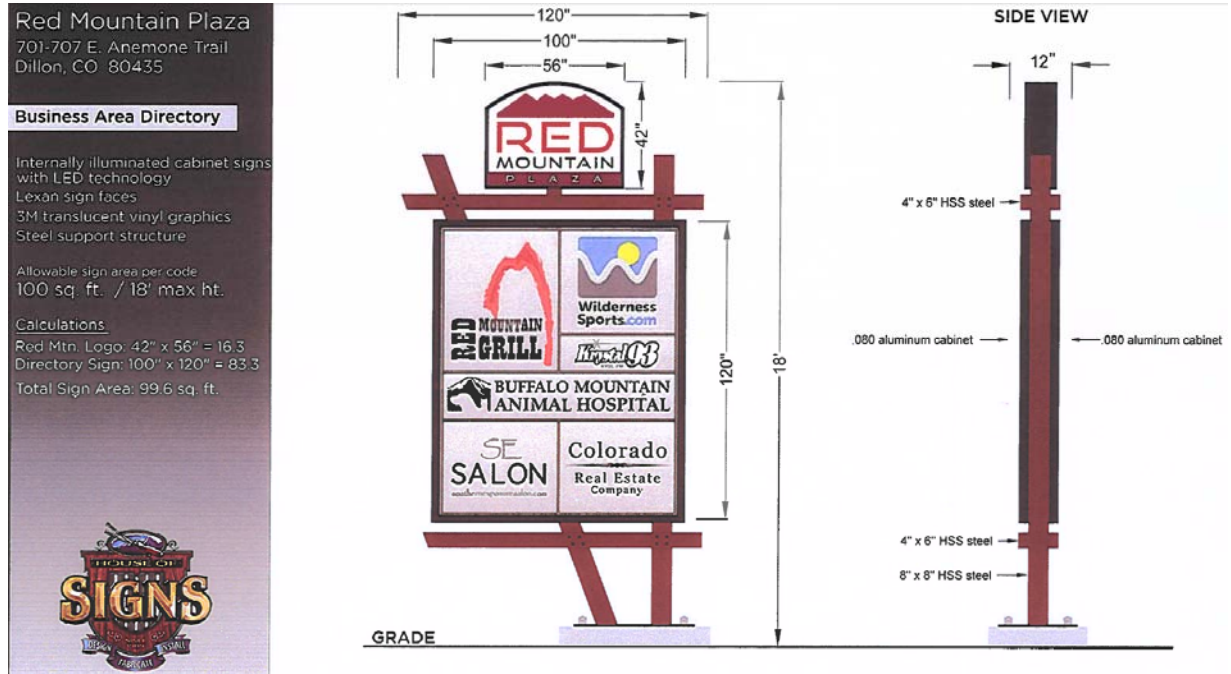 Red Mountain Plaza
701-707 E. Anemone Trail
Dillon, CO 80435
Business Area Directory
Internally illuminated cabinet signs
with LED technology
Lexan sign faces
3M translucent vinyl graphics
Steel support structure
Allowable sign area per code
100 sq. ft. / 18' max ht.
Calculations
Red Mtn. Logo: 42" x 56" = 16.3
Directory Sign: 100" x 120" = 83.3
Total Sign Area: 99.6 sq. ft.
HOUSE OF
SIGNS
DESIGN
FABRICATE
INSTALL
120"
100"
56"
42"
RED
MOUNTAIN
PLAZA
RED MOUNTAIN
GRILL
Wilderness
Sports.com
Krystal 93
BUFFALO MOUNTAIN
ANIMAL HOSPITAL
SE
SALON
Colorado
Real Estate
Company
120"
18'
GRADE
SIDE VIEW
12"
4" x 6" HSS steel
.080 aluminum cabinet
.080 aluminum cabinet
4" x 6" HSS steel
8" x 8" HSS steel